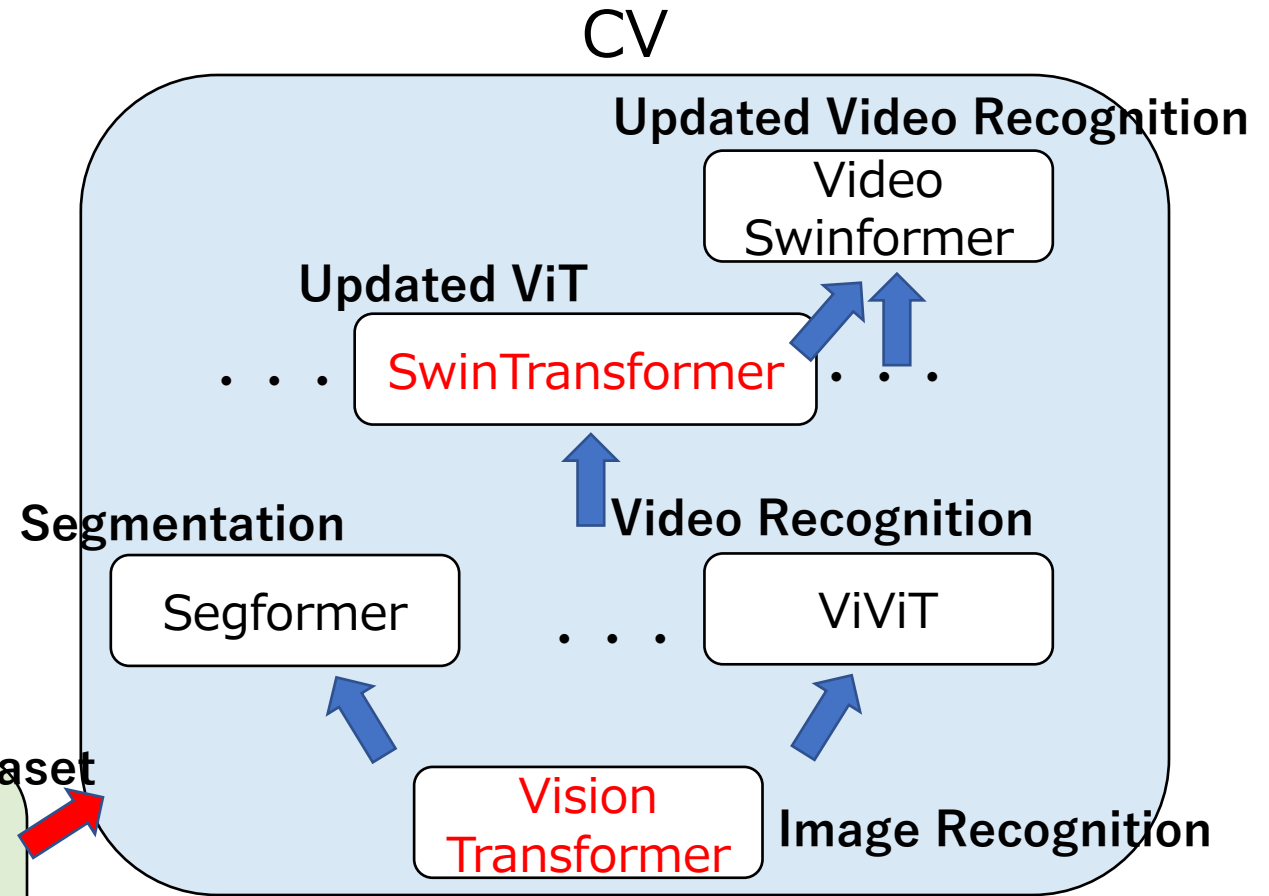 CV
Updated Video Recognition
Video
Swinformer
Updated ViT
. . . SwinTransformer . . .
Segmentation
Video Recognition
Segformer
. . .
ViViT
aset
Vision
Transformer
Image Recognition